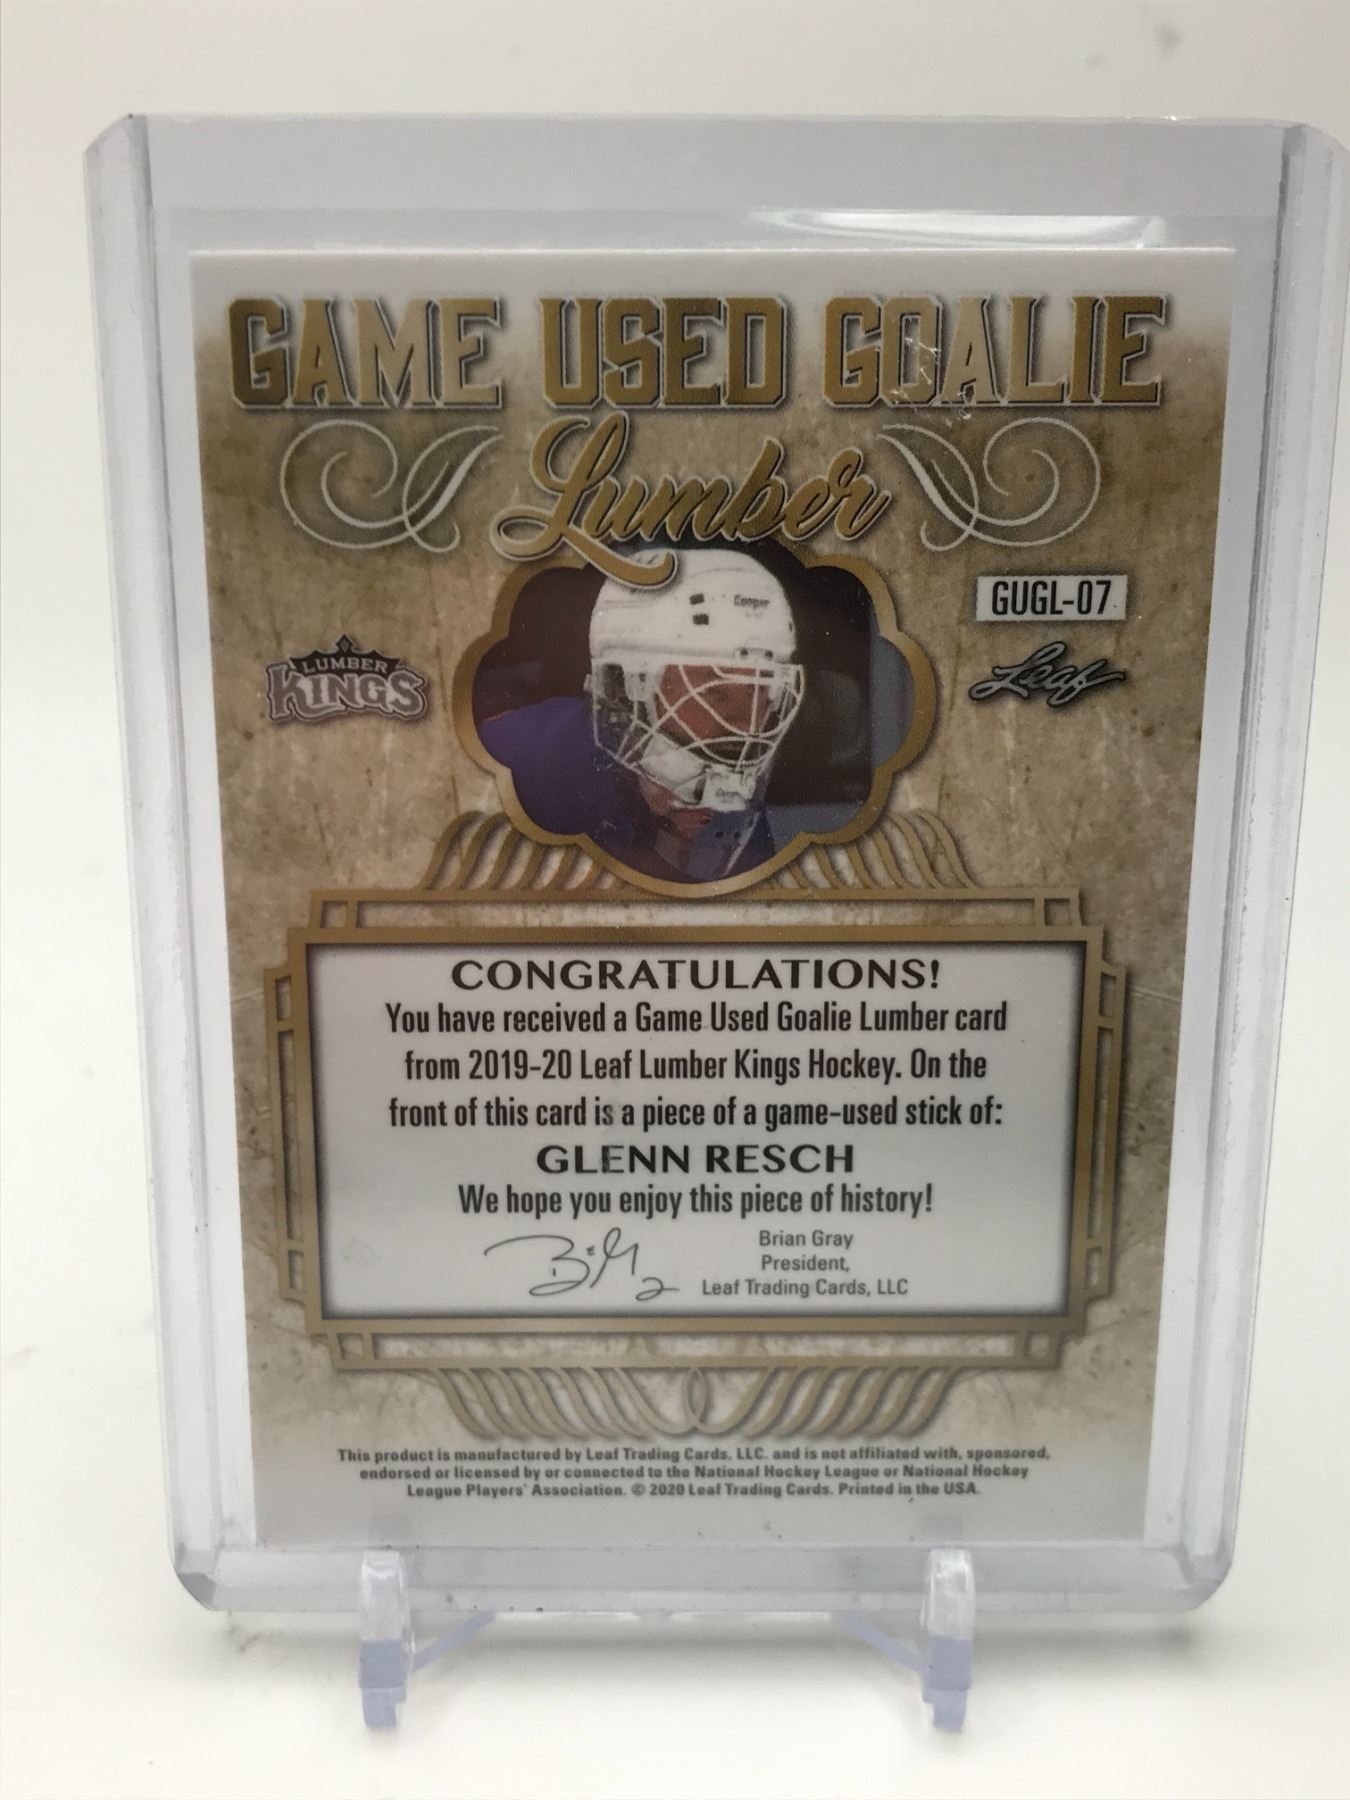 GAME USED GOALIE
Lumber
Cooper
GUGL-07
LUMBER
KINGS
Leaf
CONGRATULATIONS!
You have received a Game Used Goalie Lumber card
from 2019-20 Leaf Lumber Kings Hockey. On the
front of this card is a piece of a game-used stick of:
GLENN RESCH
We hope you enjoy this piece of history!
Brian Gray
President,
Leaf Trading Cards, LLC
This product is manufactured by Leaf Trading Cards, LLC. and is not affiliated with, sponsored,
endorsed or licensed by or connected to the National Hockey League or National Hockey
League Players' Association. © 2020 Leaf Trading Cards. Printed in the USA.